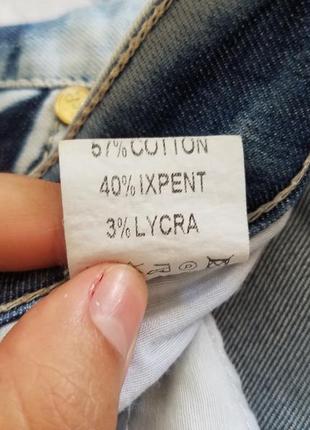 57% COTTON
40% IXPENT
3% LYCRA